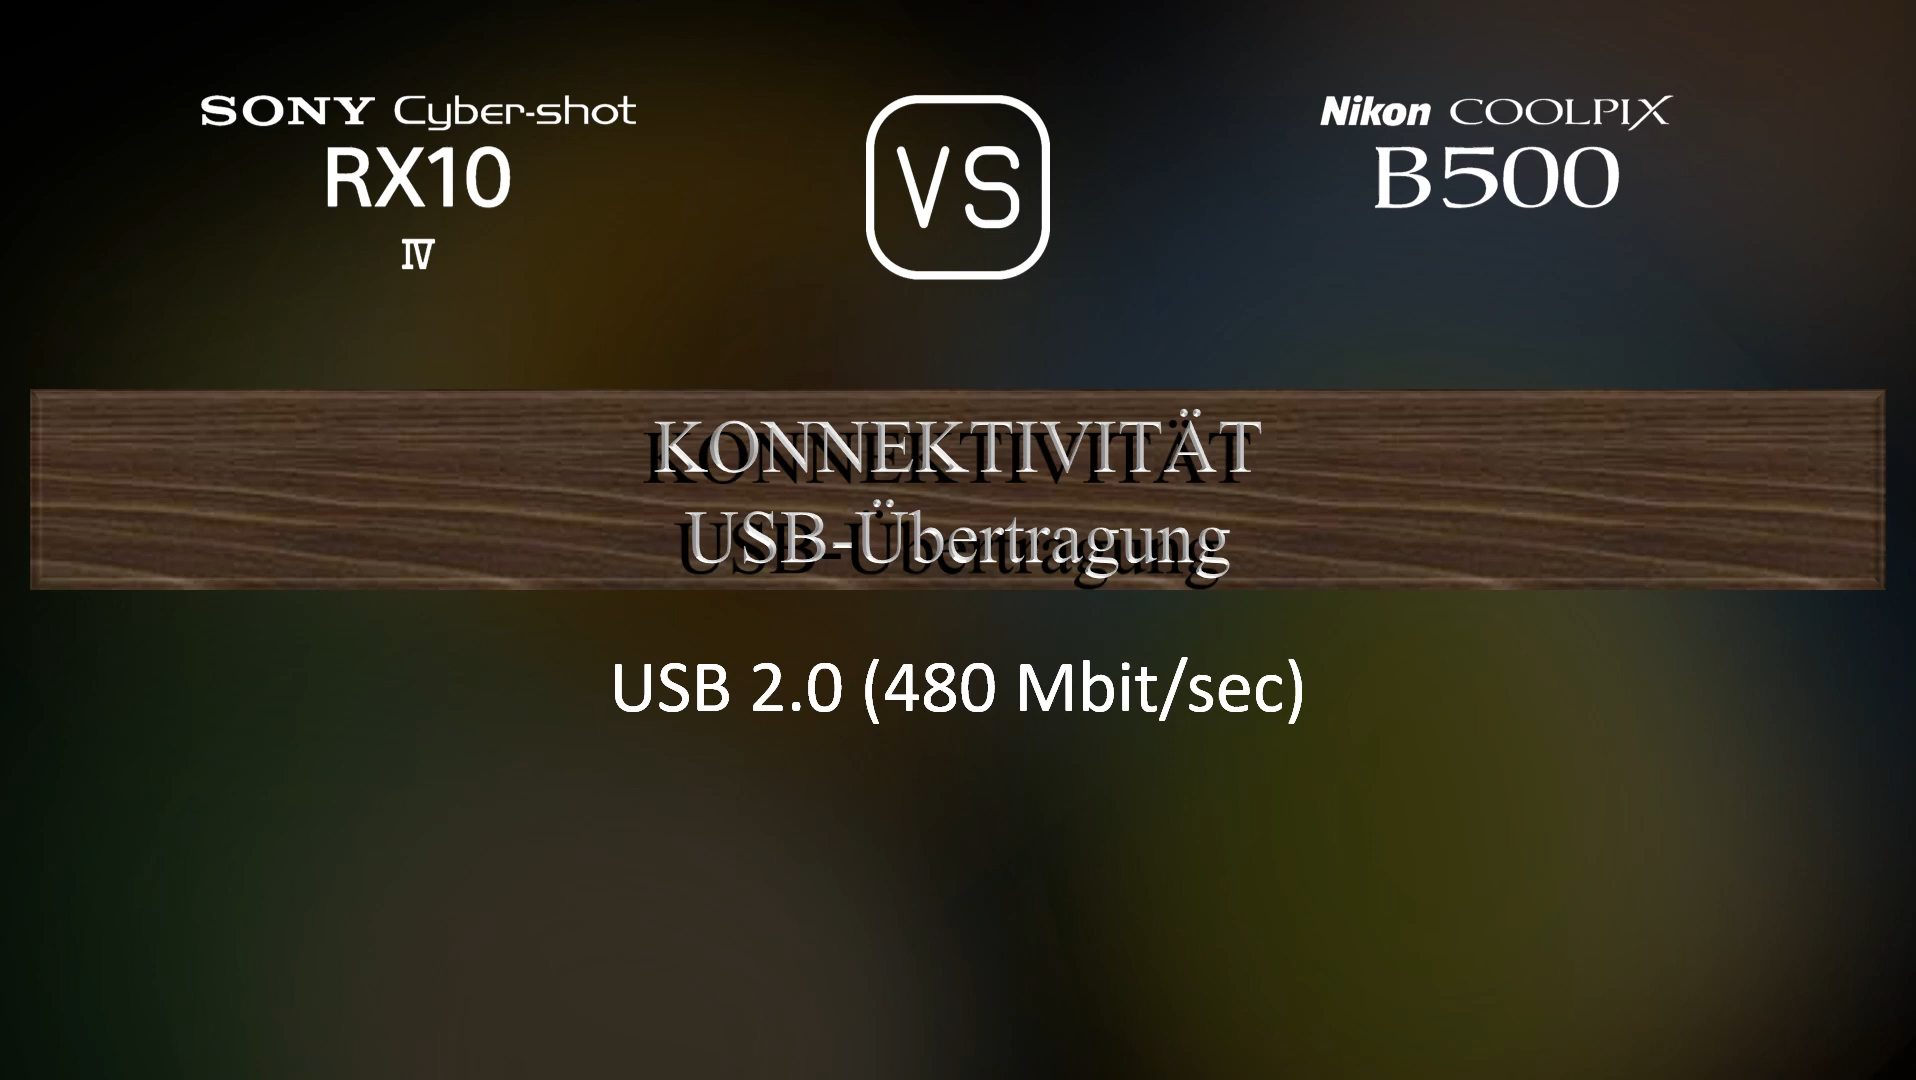 SONY Cyber-shot
RX10
IV
VS
Nikon COOLPIX
B500
KONNEKTIVITÄT
USB-Übertragung
USB 2.0 (480 Mbit/sec)